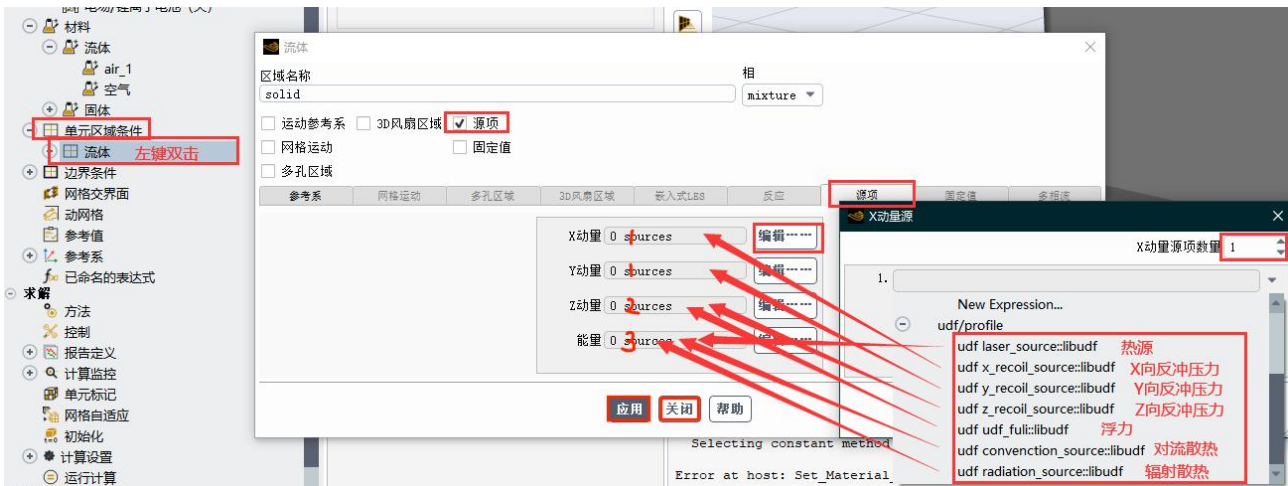 材料
流体
air_1
空气
固体
单元区域条件
流体 左键双击
边界条件
网格交界面
动网格
参考值
参考系
已命名的表达式
求解
方法
控制
报告定义
计算监控
单元标记
网格自适应
初始化
计算设置
运行计算
流体
区域名称
相
solid
mixture
运动参考系
3D风扇区域
源项
网格运动
固定值
多孔区域
参考系
网格运动
多孔区域
3D风扇区域
嵌入式LES
反应
源项
固定值
多相流
X动量 0 sources 1 编辑……
Y动量 0 sources 1 编辑……
Z动量 0 sources 2 编辑……
能量 0 sources 3
应用
关闭
帮助
X动量源
X动量源项数量 1
1.
New Expression...
udf/profile
udf laser_source::libudf 热源
udf x_recoil_source::libudf X向反冲压力
udf y_recoil_source::libudf Y向反冲压力
udf z_recoil_source::libudf Z向反冲压力
udf udf_fuli::libudf 浮力
udf convenction_source::libudf 对流散热
udf radiation_source::libudf 辐射散热
Selecting constant method
Error at host: Set_Material_